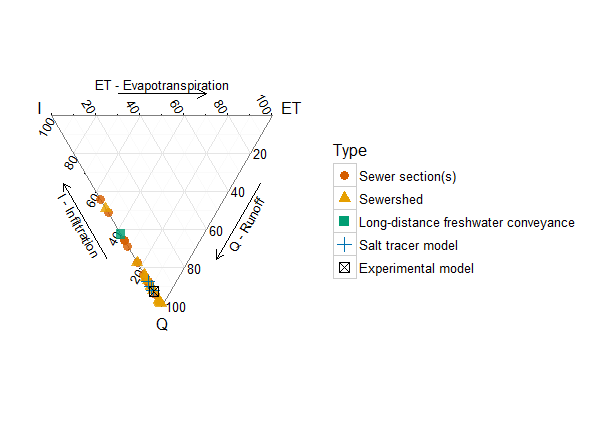 ET - Evapotranspiration
I
ET
20
40
60
80
100
100
80
60
40
20
20
40
60
80
100
I - Infiltration
Q - Runoff
Q
Type
Sewer section(s)
Sewershed
Long-distance freshwater conveyance
Salt tracer model
Experimental model